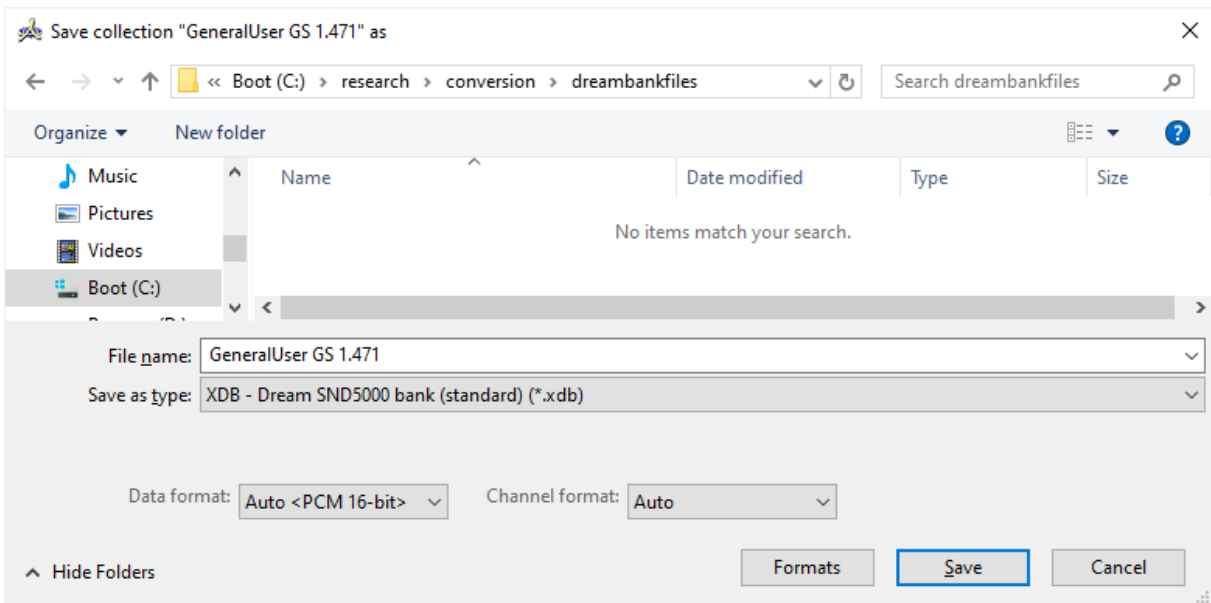 Save collection "GeneralUser GS 1.471" as
« Boot (C:) › research › conversion › dreambankfiles
Search dreambankfiles
Organize
New folder
Music
Pictures
Videos
Boot (C:)
Name
Date modified
Type
Size
No items match your search.
File name: GeneralUser GS 1.471
Save as type: XDB - Dream SND5000 bank (standard) (*.xdb)
Data format: Auto <PCM 16-bit>
Channel format: Auto
Hide Folders
Formats
Save
Cancel